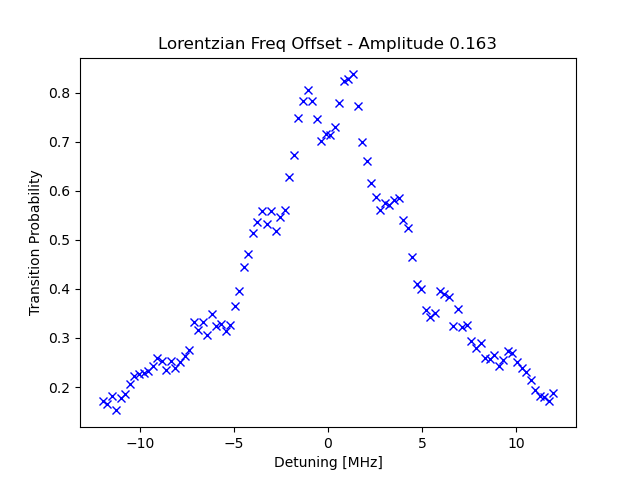 Lorentzian Freq Offset - Amplitude 0.163
Transition Probability
0.8
0.7
0.6
0.5
0.4
0.3
0.2
−10 −5 0 5 10
Detuning [MHz]